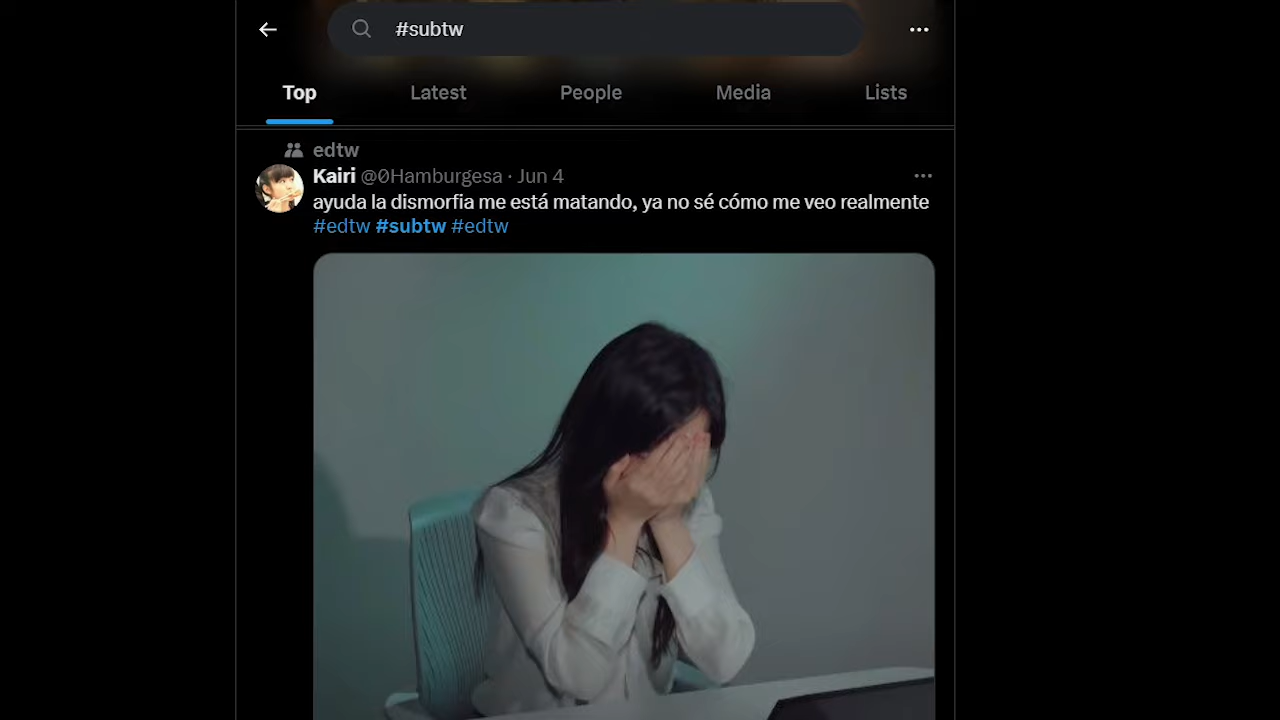 #subtw
Top Latest People Media Lists
edtw
Kairi @0Hamburgesa · Jun 4
ayuda la dismorfia me está matando, ya no sé cómo me veo realmente
#edtw #subtw #edtw